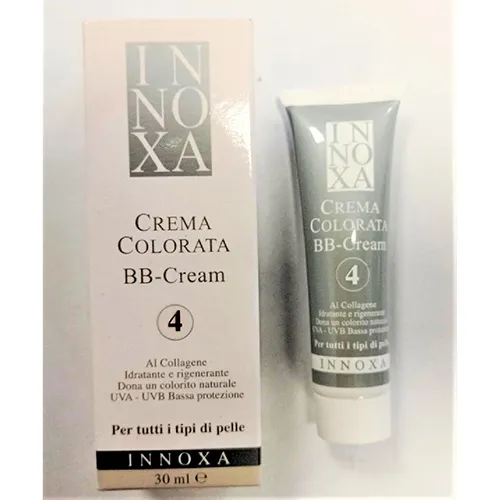 IN
NO
XA
CREMA
COLORATA
BB-Cream
4
Al Collagene
Idratante e rigenerante
Dona un colorito naturale
UVA - UVB Bassa protezione
Per tutti i tipi di pelle
INNOXA
30 ml e
IN
NO
XA
CREMA
COLORATA
BB-Cream
4
Al Collagene
Idratante e rigenerante
Dona un colorito naturale
UVA - UVB Bassa protezione
Per tutti i tipi di pelle
INNOXA